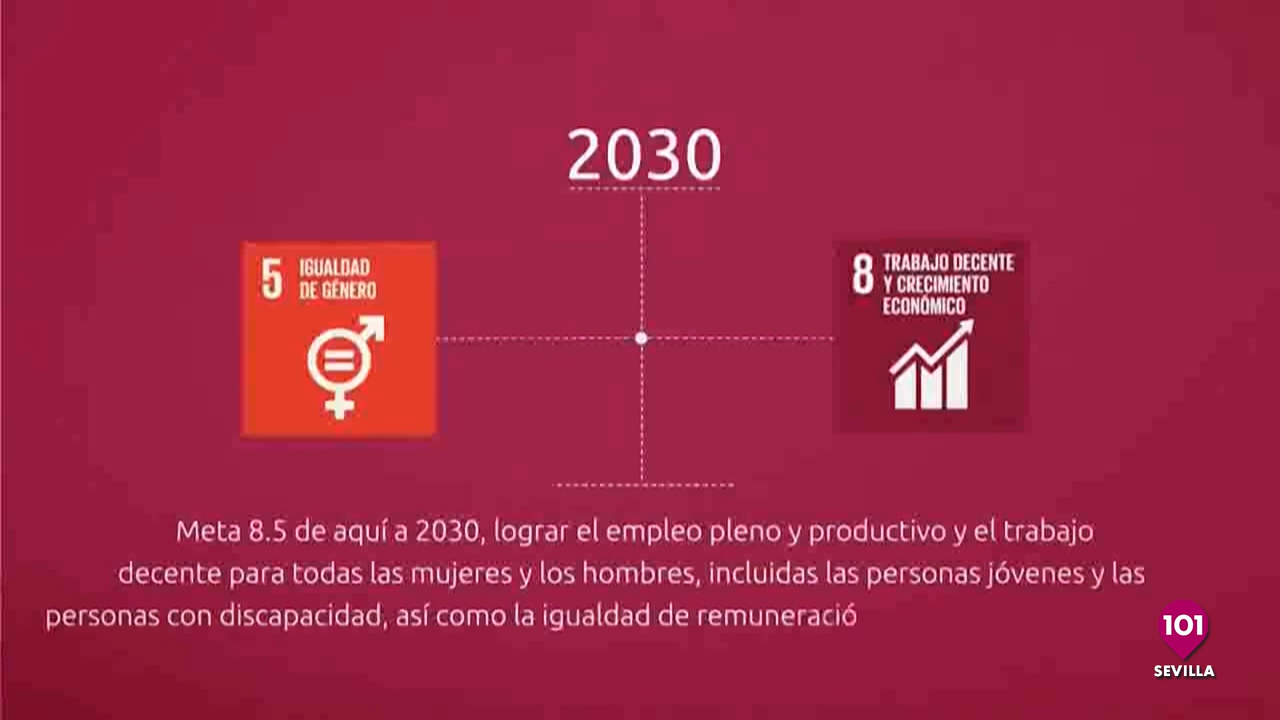 2030
5 IGUALDAD
DE GÉNERO
8 TRABAJO DECENTE
Y CRECIMIENTO
ECONÓMICO
Meta 8.5 de aquí a 2030, lograr el empleo pleno y productivo y el trabajo
decente para todas las mujeres y los hombres, incluidas las personas jóvenes y las
personas con discapacidad, así como la igualdad de remuneració
101
SEVILLA